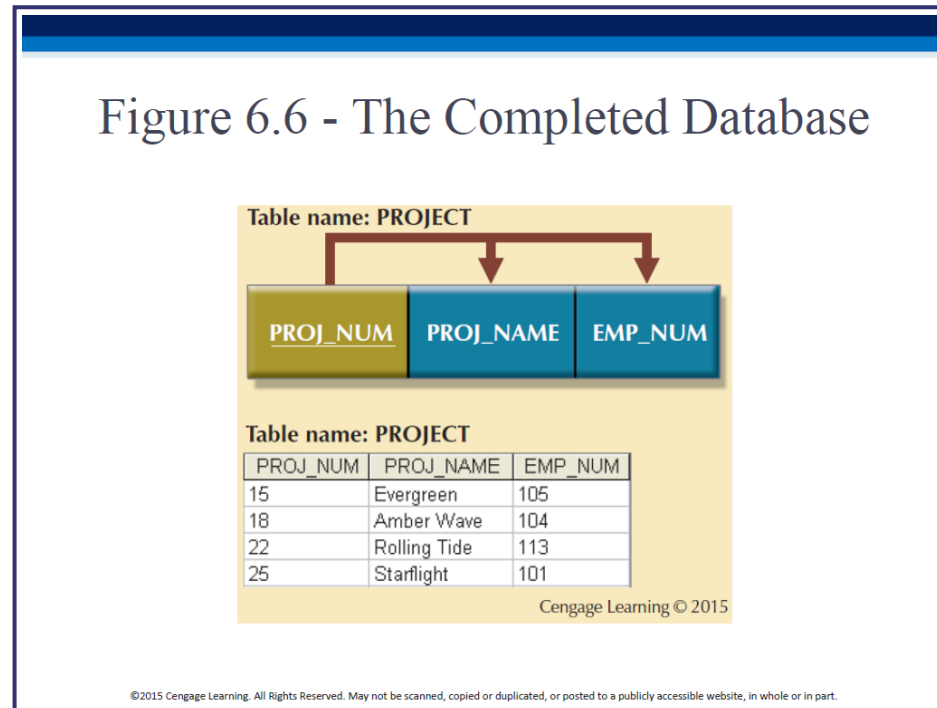 Figure 6.6 - The Completed Database
Table name: PROJECT
PROJ_NUM PROJ_NAME EMP_NUM
Table name: PROJECT
PROJ_NUM PROJ_NAME EMP_NUM
15 Evergreen 105
18 Amber Wave 104
22 Rolling Tide 113
25 Starflight 101
Cengage Learning © 2015
©2015 Cengage Learning. All Rights Reserved. May not be scanned, copied or duplicated, or posted to a publicly accessible website, in whole or in part.